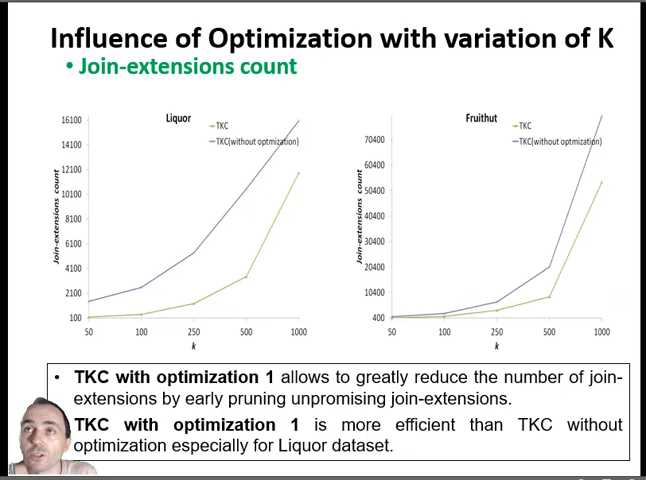 Influence of Optimization with variation of K
• Join-extensions count
Liquor
TKC
TKC(without optmization)
Join-extensions count
16100
14100
12100
10100
8100
6100
4100
2100
100
50 100 250 500 1000
k
Fruithut
TKC
TKC(without optmization)
Join-extensions count
70400
60400
50400
40400
30400
20400
10400
400
50 100 250 500 1000
k
• TKC with optimization 1 allows to greatly reduce the number of join-
extensions by early pruning unpromising join-extensions.
TKC with optimization 1 is more efficient than TKC without
optimization especially for Liquor dataset.